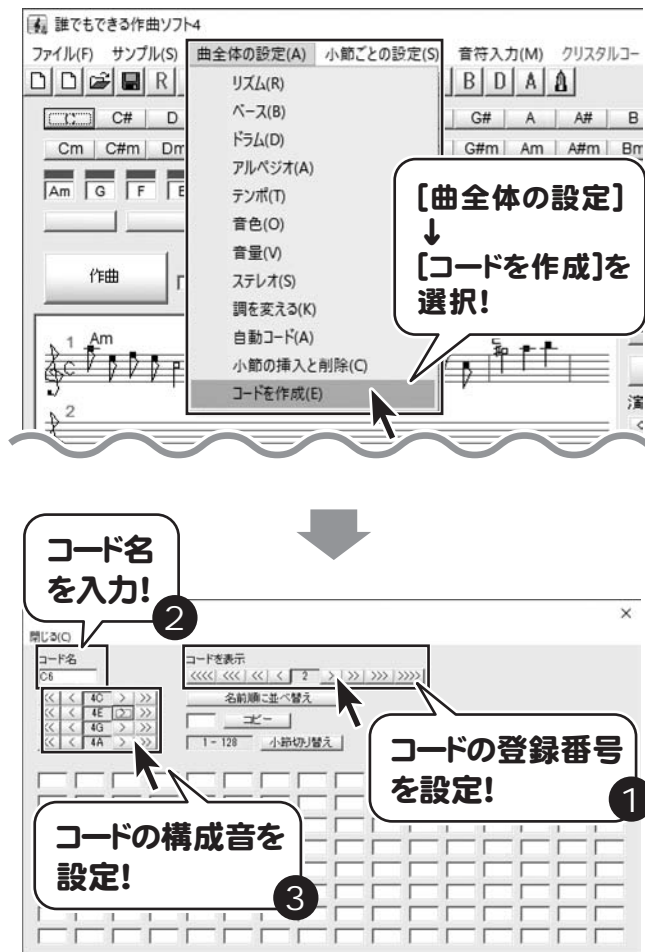 誰でもできる作曲ソフト4
ファイル(F) サンプル(S) 曲全体の設定(A) 小節ごとの設定(S) 音符入力(M) クリスタルコー
R B D A
C# D G# A A# B
Cm C#m Dm G#m Am A#m Bm
Am G F E
作曲
リズム(R)
ベース(B)
ドラム(D)
アルペジオ(A)
テンポ(T)
音色(O)
音量(V)
ステレオ(S)
調を変える(K)
自動コード(A)
小節の挿入と削除(C)
コードを作成(E)
[曲全体の設定]
↓
[コードを作成]を
選択!
1 Am
2
演
コード名
を入力!
2
×
閉じる(C)
コード名
C6
コードを表示
<<<< <<< << < 2 > >> >>> >>>>
名前順に並べ替え
コピー
1 - 128 小節切り替え
<< < 4C > >>
<< < 4E > >>
<< < 4G > >>
<< < 4A > >>
コードの登録番号
を設定!
1
コードの構成音を
設定!
3